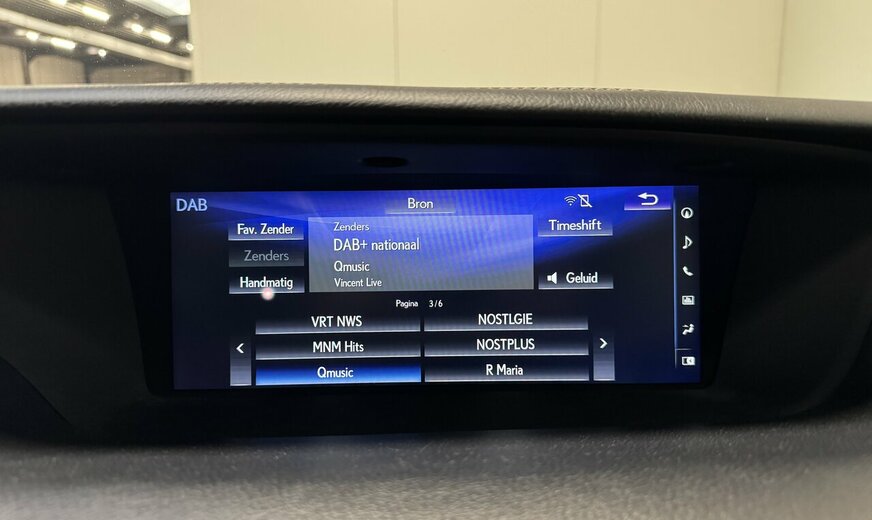 DAB
Bron
Fav. Zender
Zenders
Handmatig
Zenders
DAB+ nationaal
Qmusic
Vincent Live
Timeshift
Geluid
Pagina 3/6
VRT NWS
NOSTLGIE
MNM Hits
NOSTPLUS
Qmusic
R Maria